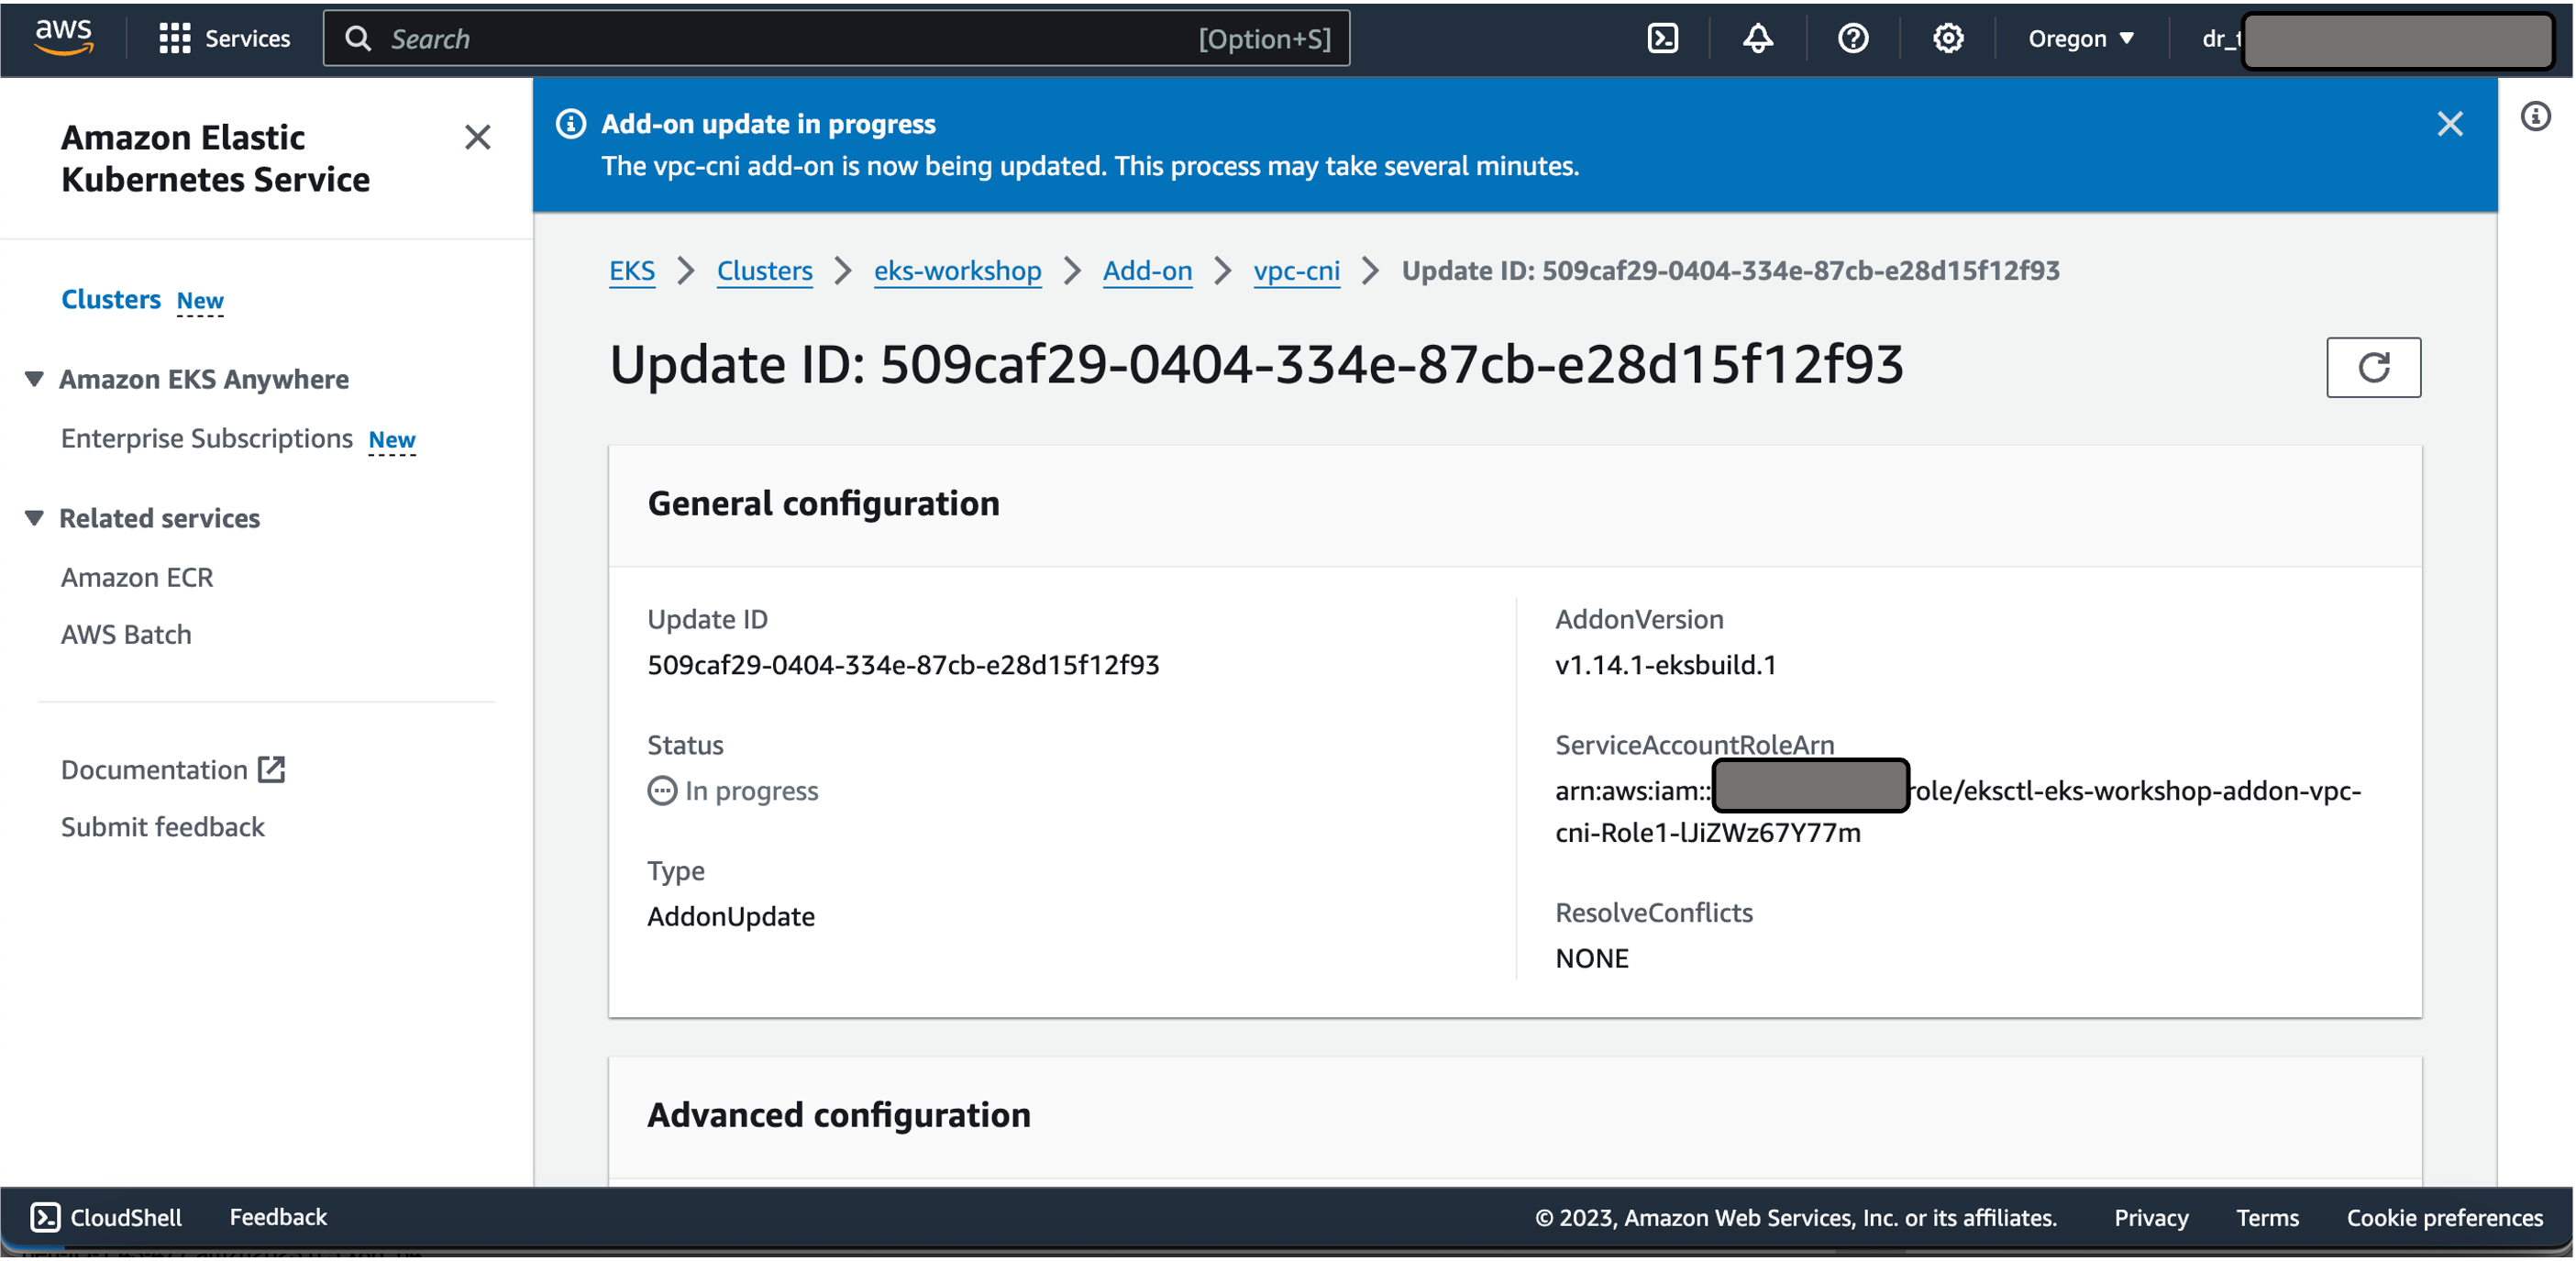 aws
Services
Search
[Option+S]
Oregon
dr_t
Amazon Elastic
Kubernetes Service
Clusters New
Amazon EKS Anywhere
Enterprise Subscriptions New
Related services
Amazon ECR
AWS Batch
Documentation
Submit feedback
Add-on update in progress
The vpc-cni add-on is now being updated. This process may take several minutes.
EKS > Clusters > eks-workshop > Add-on > vpc-cni > Update ID: 509caf29-0404-334e-87cb-e28d15f12f93
Update ID: 509caf29-0404-334e-87cb-e28d15f12f93
General configuration
Update ID
509caf29-0404-334e-87cb-e28d15f12f93
Status
In progress
Type
AddonUpdate
AddonVersion
v1.14.1-eksbuild.1
ServiceAccountRoleArn
arn:aws:iam:: role/eksctl-eks-workshop-addon-vpc-
cni-Role1-lJiZWz67Y77m
ResolveConflicts
NONE
Advanced configuration
CloudShell
Feedback
© 2023, Amazon Web Services, Inc. or its affiliates.
Privacy
Terms
Cookie preferences